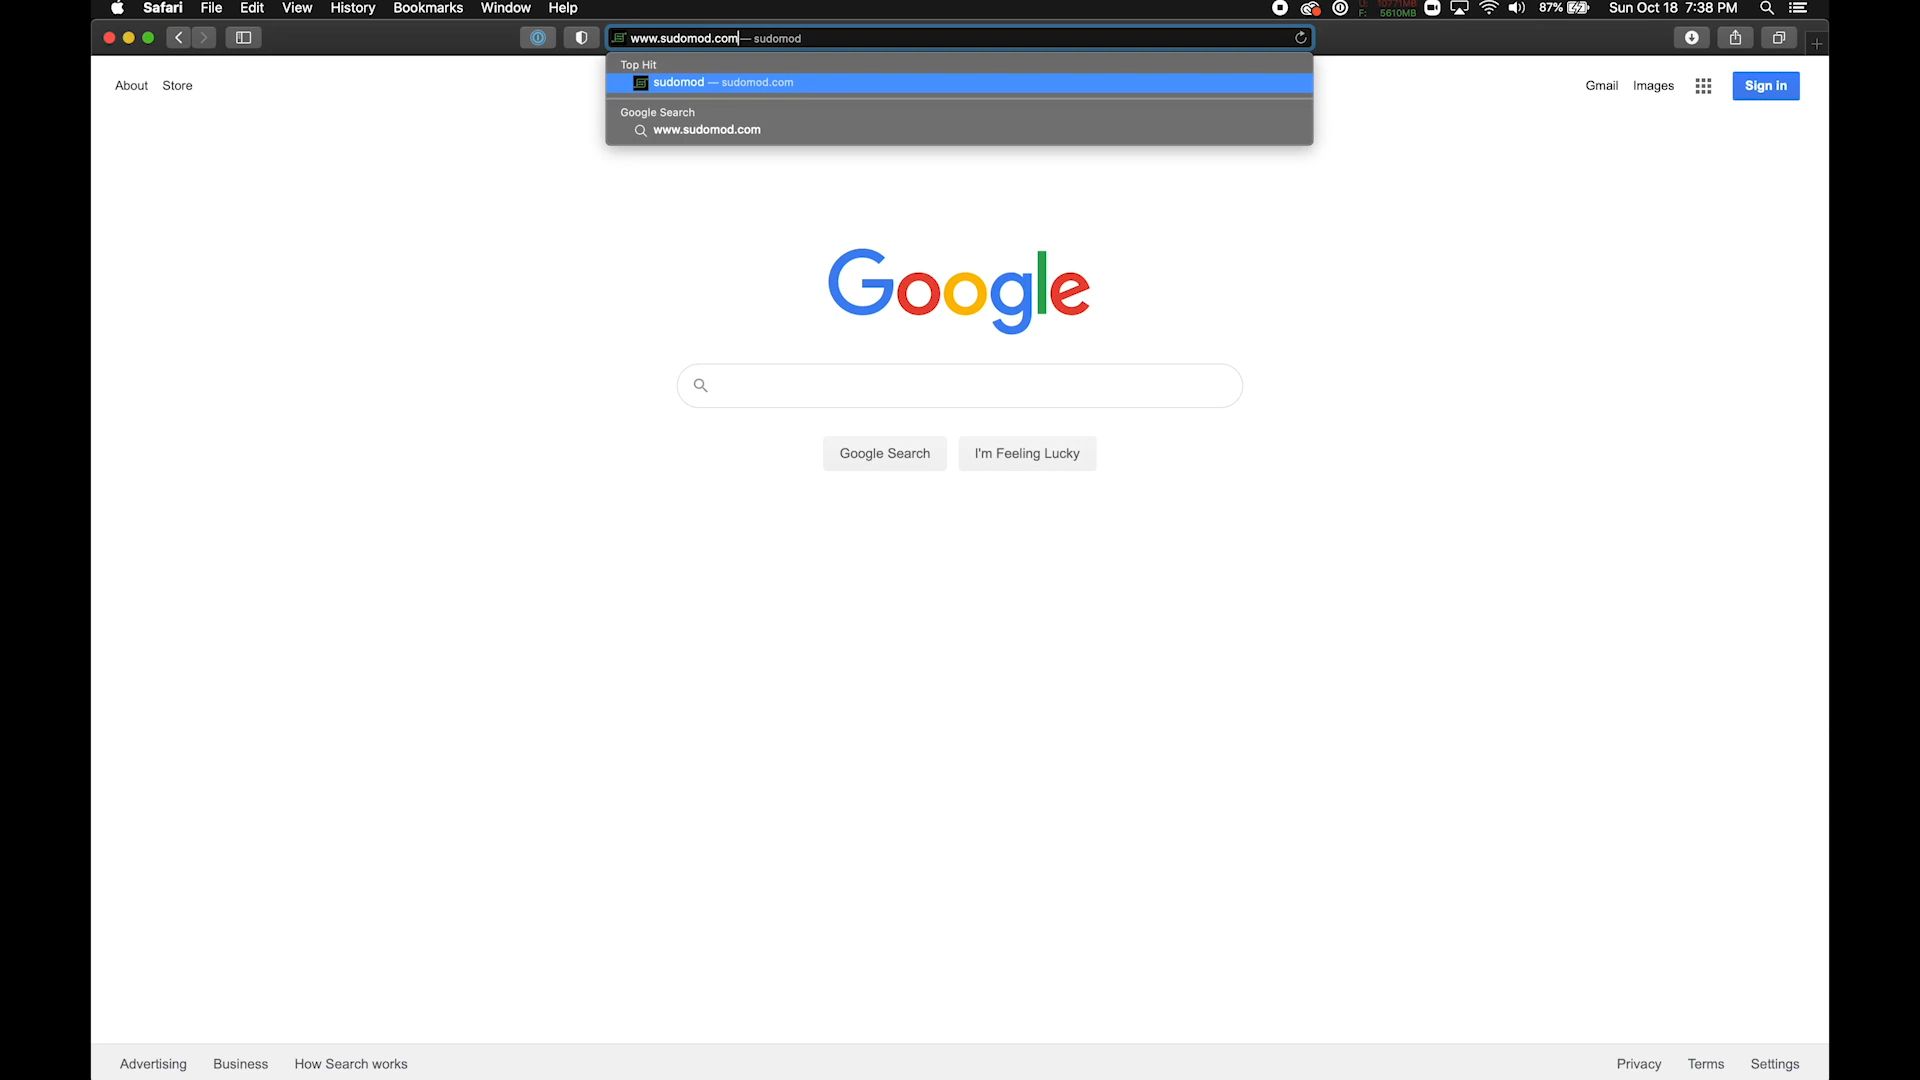 Safari File Edit View History Bookmarks Window Help
U: 10771MB
F: 5610MB
87% Sun Oct 18 7:38 PM
www.sudomod.com — sudomod
Top Hit
sudomod — sudomod.com
Google Search
www.sudomod.com
About Store
Gmail Images Sign in
Google
Google Search I'm Feeling Lucky
Advertising Business How Search works
Privacy Terms Settings